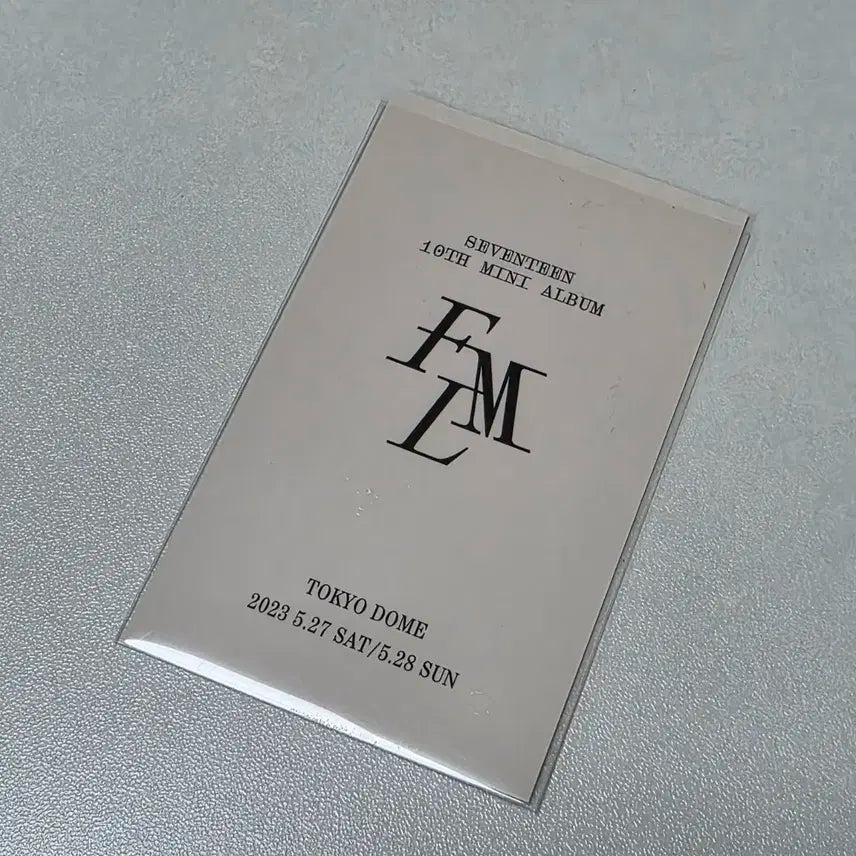 SEVENTEEN
10TH MINI ALBUM
FML
TOKYO DOME
2023 5.27 SAT/5.28 SUN